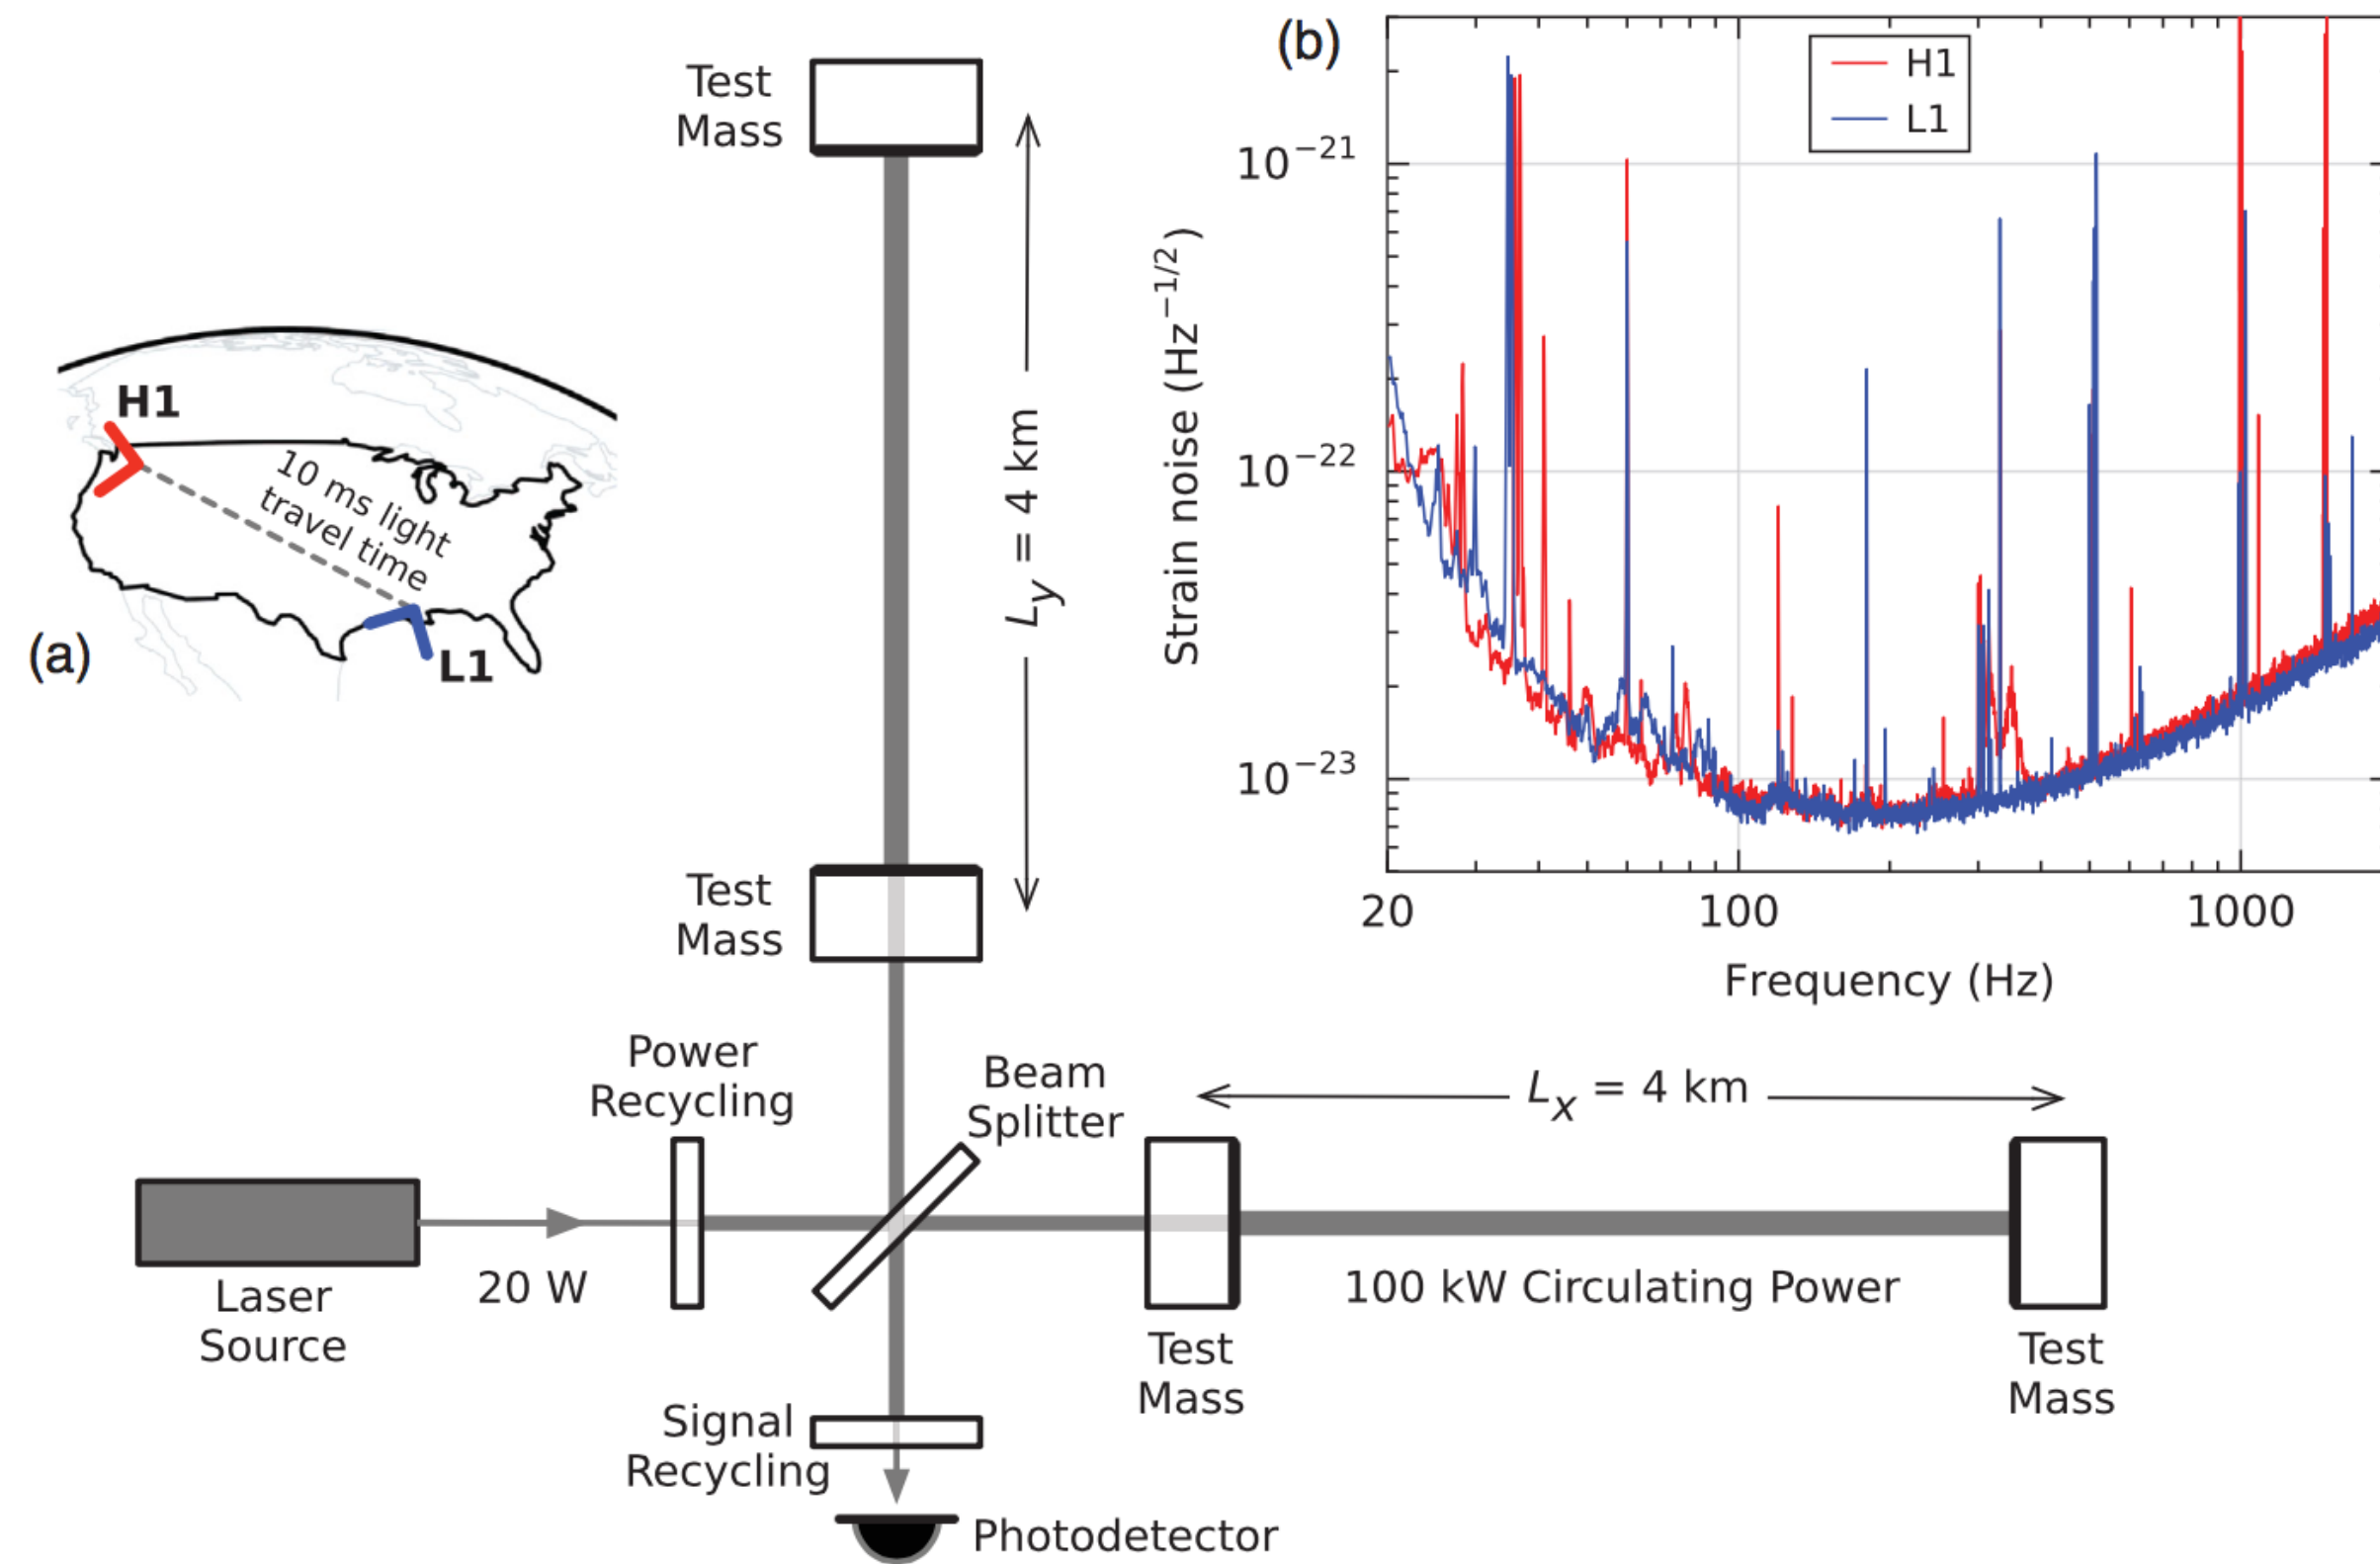 (a)
H1
10 ms light
travel time
L1
Test
Mass
Ly = 4 km
Test
Mass
(b)
H1
L1
Strain noise (Hz−1/2)
10−21
10−22
10−23
20
100
1000
Frequency (Hz)
Laser
Source
20 W
Power
Recycling
Beam
Splitter
Lx = 4 km
Test
Mass
100 kW Circulating Power
Test
Mass
Signal
Recycling
Photodetector